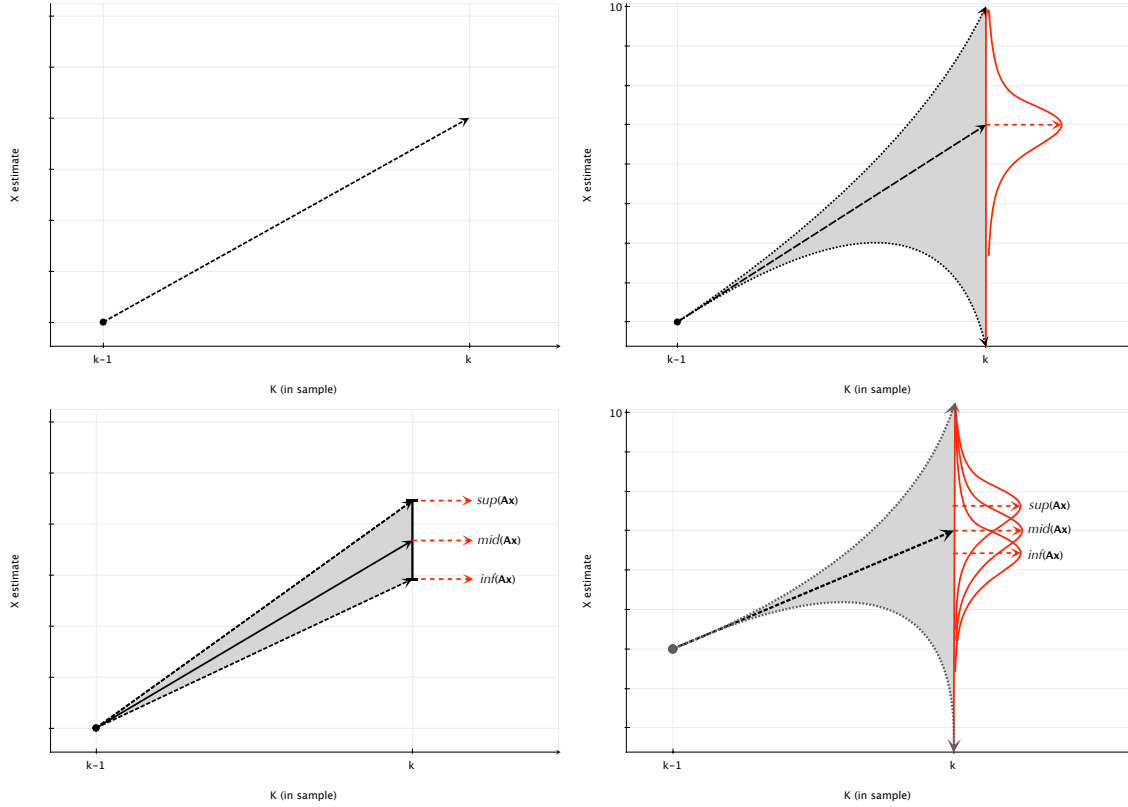 X estimate
k-1
k
K (in sample)
10
X estimate
k-1
k
K (in sample)
X estimate
sup(Ax)
mid(Ax)
inf(Ax)
k-1
k
K (in sample)
10
X estimate
sup(Ax)
mid(Ax)
inf(Ax)
k-1
k
K (in sample)